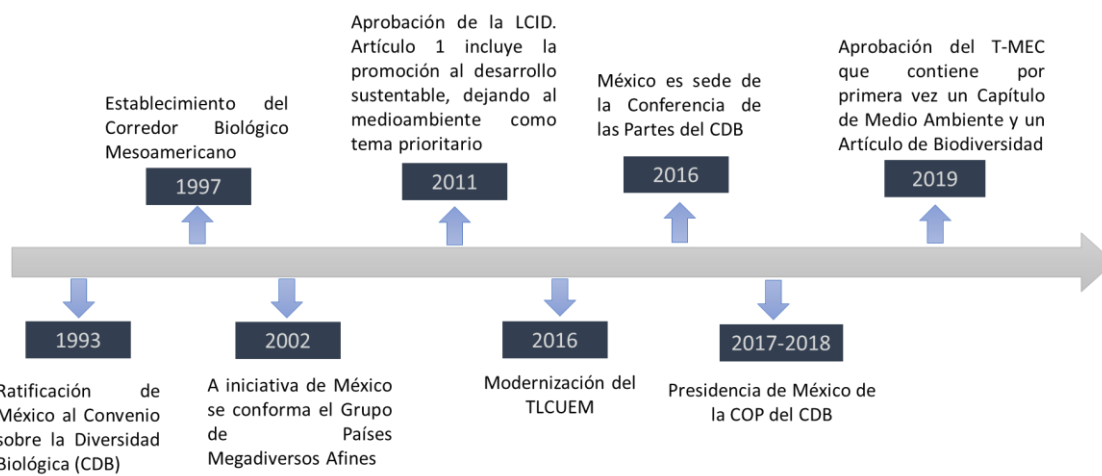 Establecimiento del
Corredor Biológico
Mesoamericano
1997
Aprobación de la LCID.
Artículo 1 incluye la
promoción al desarrollo
sustentable, dejando al
medioambiente como
tema prioritario
2011
México es sede de
la Conferencia de
las Partes del CDB
2016
Aprobación del T-MEC
que contiene por
primera vez un Capítulo
de Medio Ambiente y un
Artículo de Biodiversidad
2019
1993
Ratificación de
México al Convenio
sobre la Diversidad
Biológica (CDB)
2002
A iniciativa de México
se conforma el Grupo
de Países
Megadiversos Afines
2016
Modernización del
TLCUEM
2017-2018
Presidencia de México de
la COP del CDB